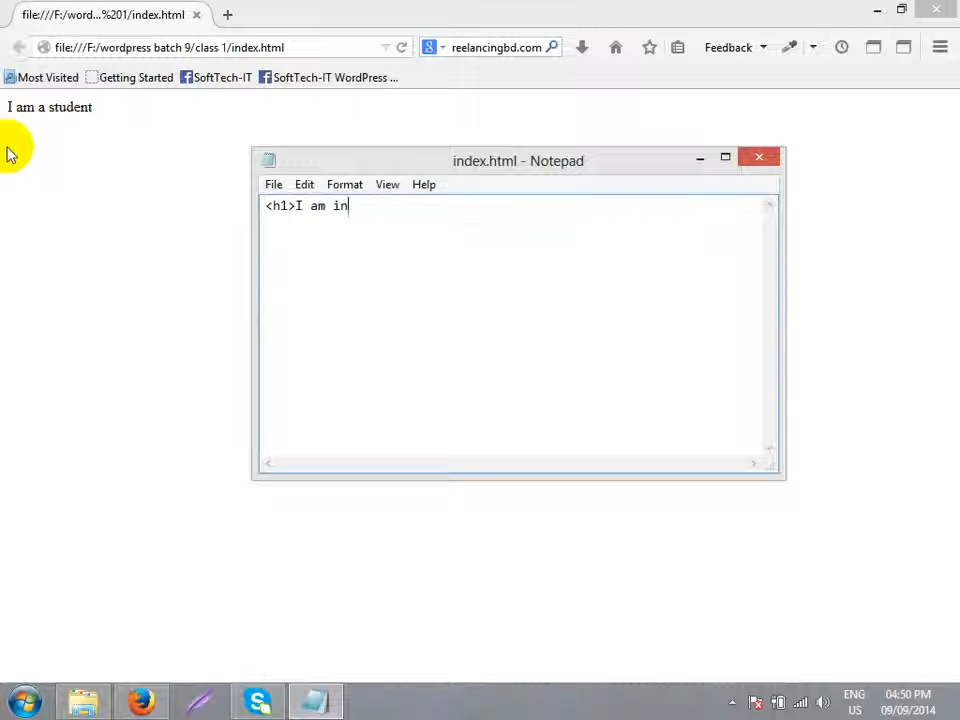 file:///F:/word...%201/index.html
file:///F:/wordpress batch 9/class 1/index.html
reelancingbd.com
Feedback
Most Visited Getting Started SoftTech-IT SoftTech-IT WordPress ...
I am a student
index.html - Notepad
File Edit Format View Help
<h1>I am in
ENG 04:50 PM
US 09/09/2014